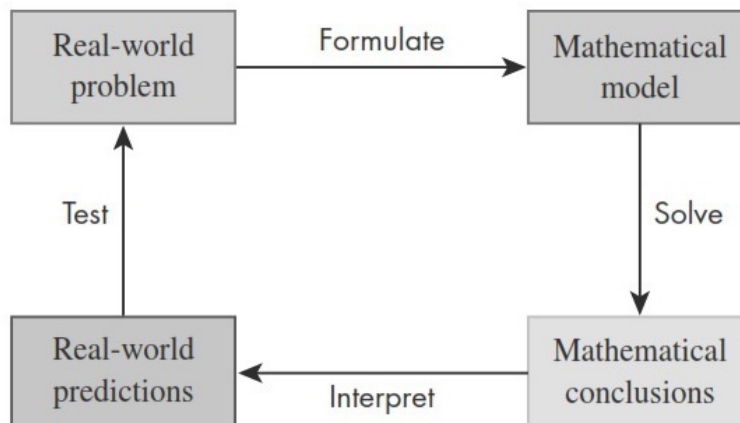 Real-world
problem
Formulate
Mathematical
model
Test
Solve
Real-world
predictions
Interpret
Mathematical
conclusions